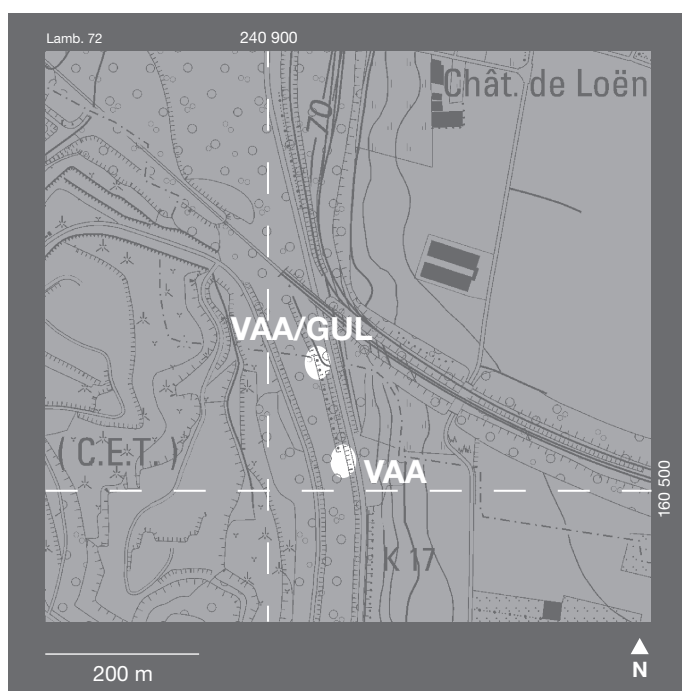 Lamb. 72
240 900
Chât. de Loën
70
VAA/GUL
( C.E.T. )
VAA
160 500
K 17
200 m
N